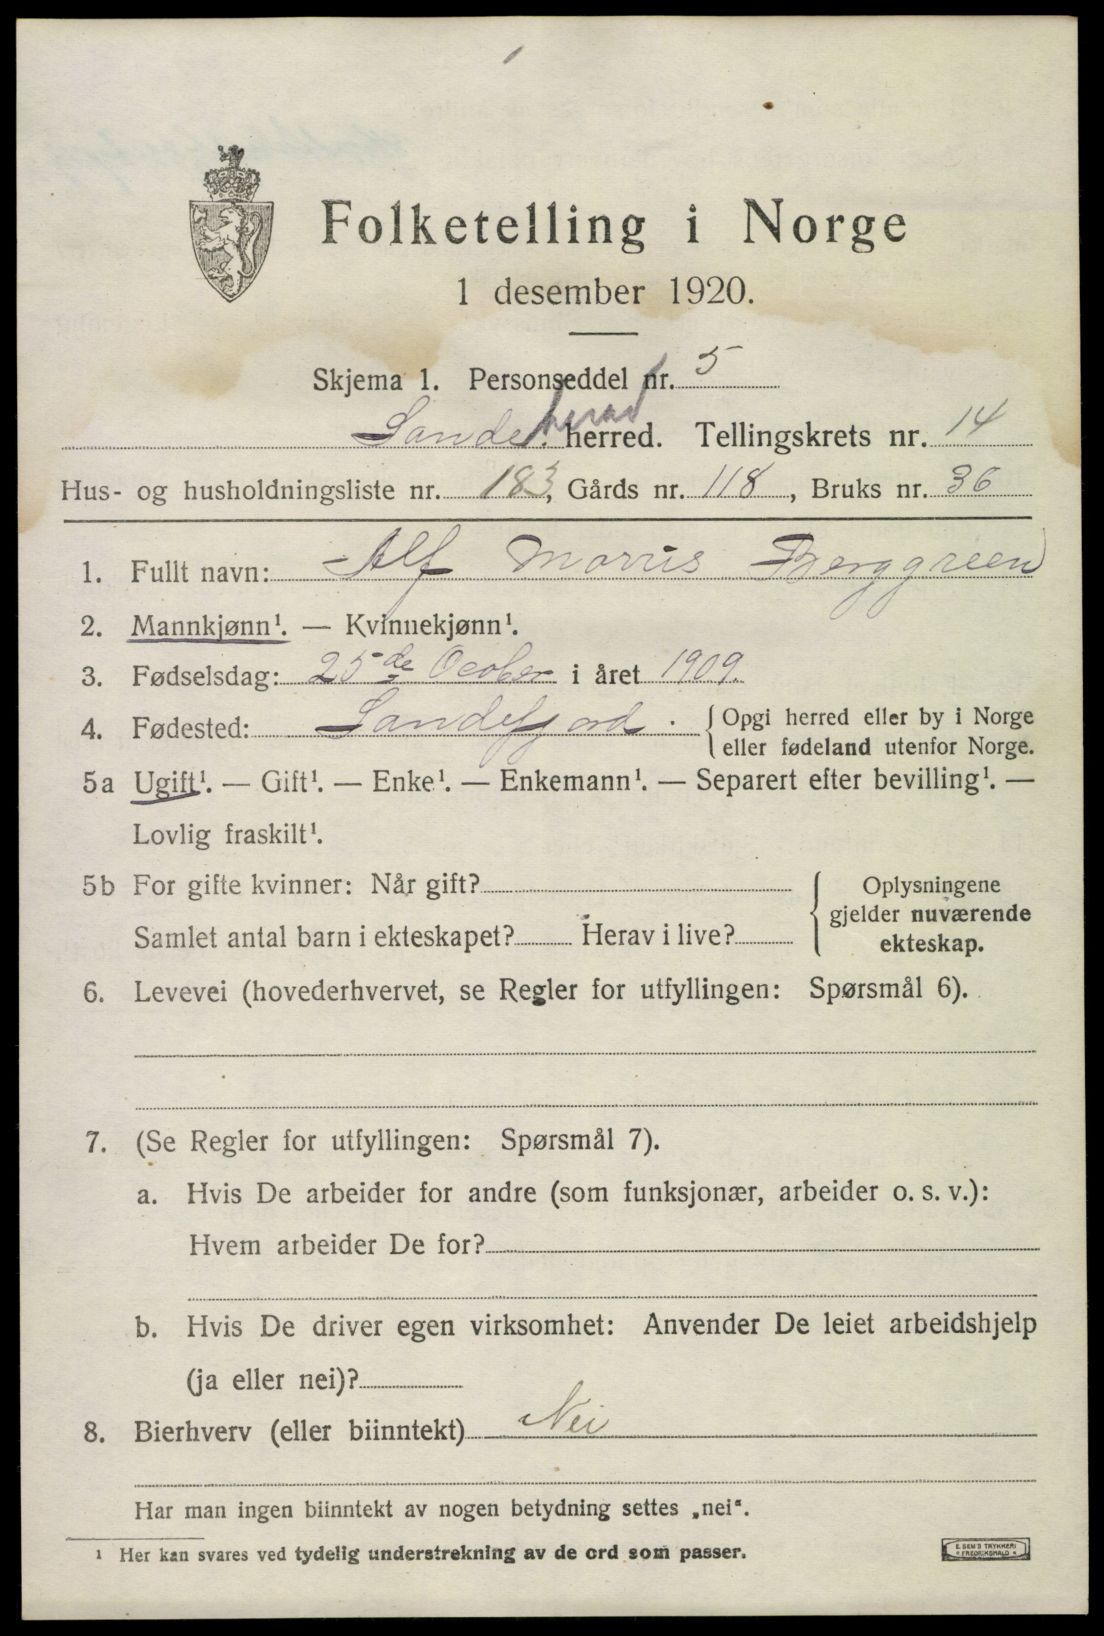 Folketelling i Norge
1 desember 1920.
Skjema 1. Personseddel nr. 5
Sande herad herred. Tellingskrets nr. 14
Hus- og husholdningsliste nr. 183, Gårds nr. 118, Bruks nr. 36
1. Fullt navn: Alf Morris Berggreen
2. Mannkjønn¹. — Kvinnekjønn¹.
3. Fødselsdag: 25de Ocober i året 1909.
4. Fødested: Sandefjord. Opgi herred eller by i Norge
eller fødeland utenfor Norge.
5a Ugift¹. — Gift¹. — Enke¹. — Enkemann¹. — Separert efter bevilling¹. —
Lovlig fraskilt¹.
5b For gifte kvinner: Når gift? Oplysningene
gjelder nuværende
Samlet antal barn i ekteskapet? Herav i live? ekteskap.
6. Levevei (hovederhvervet, se Regler for utfyllingen: Spørsmål 6).
7. (Se Regler for utfyllingen: Spørsmål 7).
a. Hvis De arbeider for andre (som funksjonær, arbeider o. s. v.):
Hvem arbeider De for?
b. Hvis De driver egen virksomhet: Anvender De leiet arbeidshjelp
(ja eller nei)?
8. Bierhverv (eller biinntekt) Nei
Har man ingen biinntekt av nogen betydning settes „nei“.
¹ Her kan svares ved tydelig understrekning av de ord som passer.
E. SEM'S TRYKKERI
FREDRIKSHALD